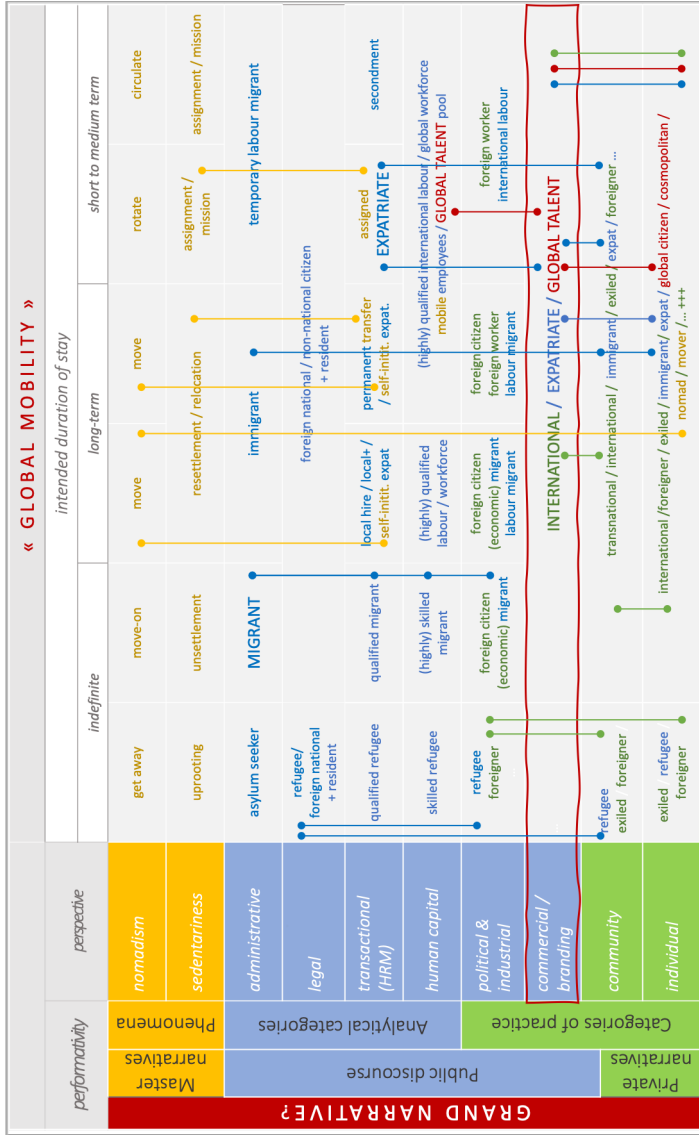 « GLOBAL MOBILITY »
performativity
perspective
intended duration of stay
indefinite
long-term
short to medium term
GRAND NARRATIVE?
Master
narratives
Phenomena
nomadism
get away
move-on
move
move
rotate
circulate
sedentariness
uprooting
unsettlement
resettlement / relocation
assignment /
mission
assignment / mission
Public discourse
Analytical categories
administrative
asylum seeker
MIGRANT
immigrant
temporary labour migrant
legal
refugee/
foreign national
+ resident
foreign national / non-national citizen
+ resident
transactional
(HRM)
qualified refugee
qualified migrant
local hire / local+ /
self-initit. expat
permanent transfer
/ self-initit. expat.
assigned
EXPATRIATE
secondment
human capital
skilled refugee
(highly) skilled
migrant
(highly) qualified
labour / workforce
(highly) qualified international labour / global workforce
mobile employees / GLOBAL TALENT pool
Categories of practice
political &
industrial
refugee
foreigner
foreign citizen
(economic) migrant
foreign citizen
(economic) migrant
labour migrant
foreign citizen
foreign worker
labour migrant
foreign worker
international labour
commercial /
branding
INTERNATIONAL / EXPATRIATE / GLOBAL TALENT
Private
narratives
community
refugee
exiled / foreigner
transnational / international / immigrant / exiled / expat / foreigner ...
individual
exiled / refugee /
foreigner
international /foreigner / exiled / immigrant / expat / global citizen / cosmopolitan /
nomad / mover /... +++